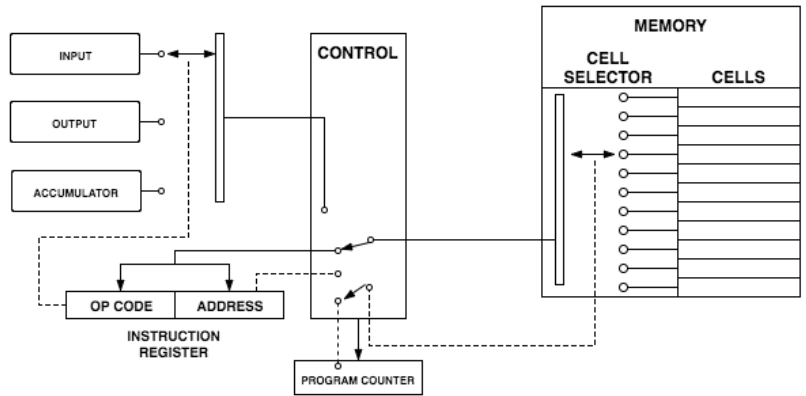 MEMORY
INPUT
CONTROL
CELL
SELECTOR
CELLS
OUTPUT
ACCUMULATOR
OP CODE
ADDRESS
INSTRUCTION
REGISTER
PROGRAM COUNTER